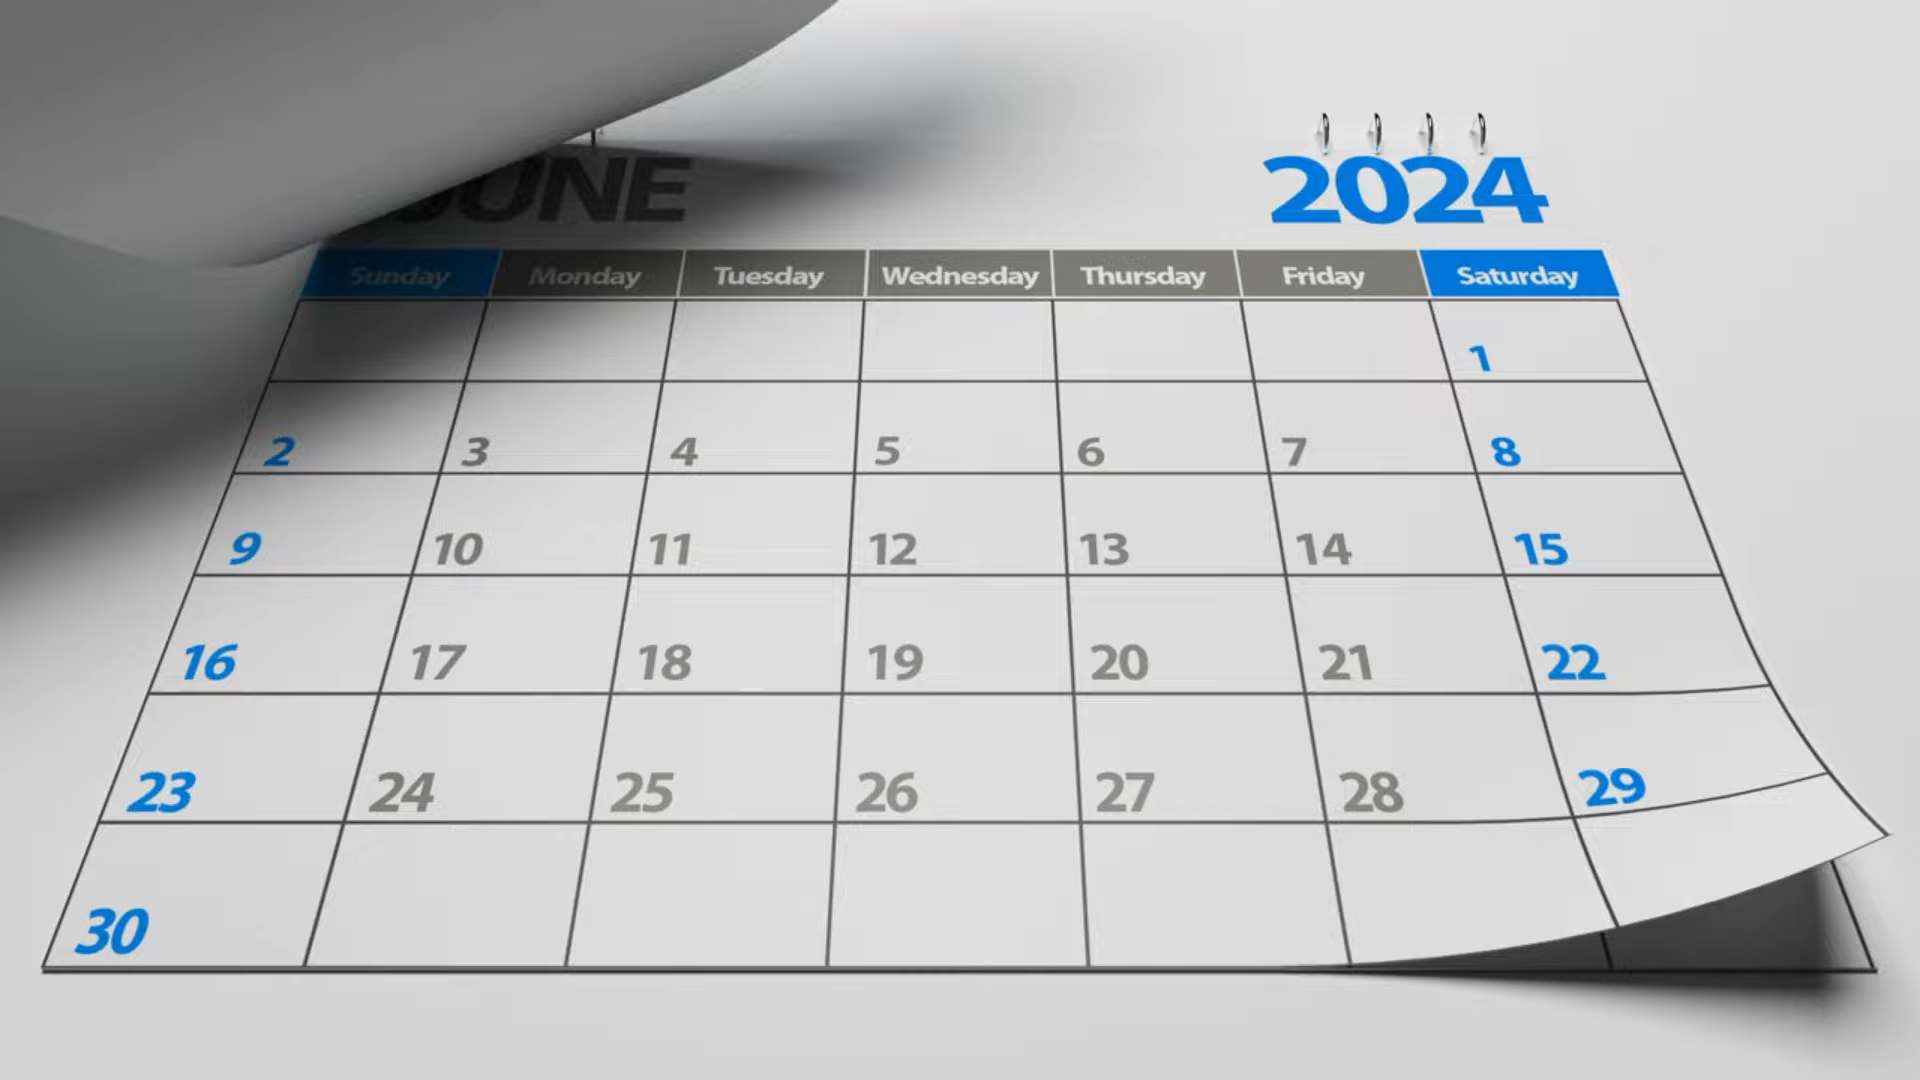 JUNE 2024
Sunday Monday Tuesday Wednesday Thursday Friday Saturday
1
2 3 4 5 6 7 8
9 10 11 12 13 14 15
16 17 18 19 20 21 22
23 24 25 26 27 28 29
30